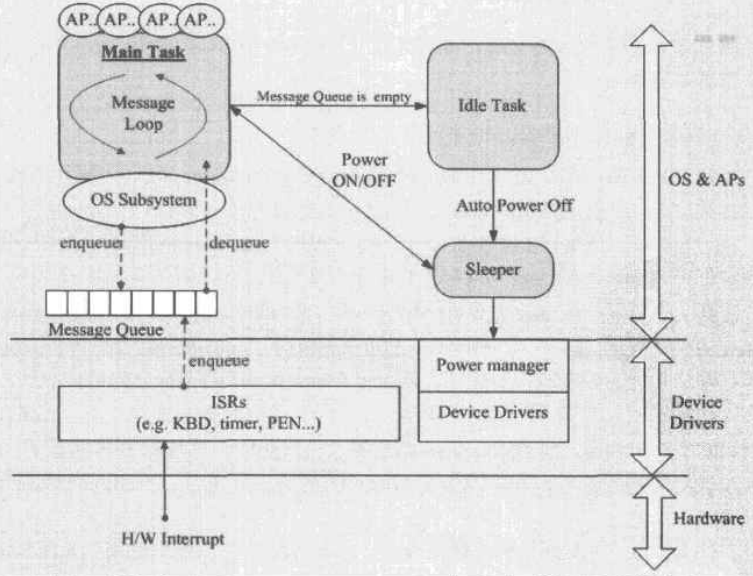 AP.. AP.. AP.. AP..
Main Task
Message
Loop
Message Queue is empty
Idle Task
Power
ON/OFF
OS & APs
OS Subsystem
Auto Power Off
enqueue
dequeue
Sleeper
Message Queue
enqueue
Power manager
ISRs
(e.g. KBD, timer, PEN...)
Device Drivers
Device
Drivers
H/W Interrupt
Hardware